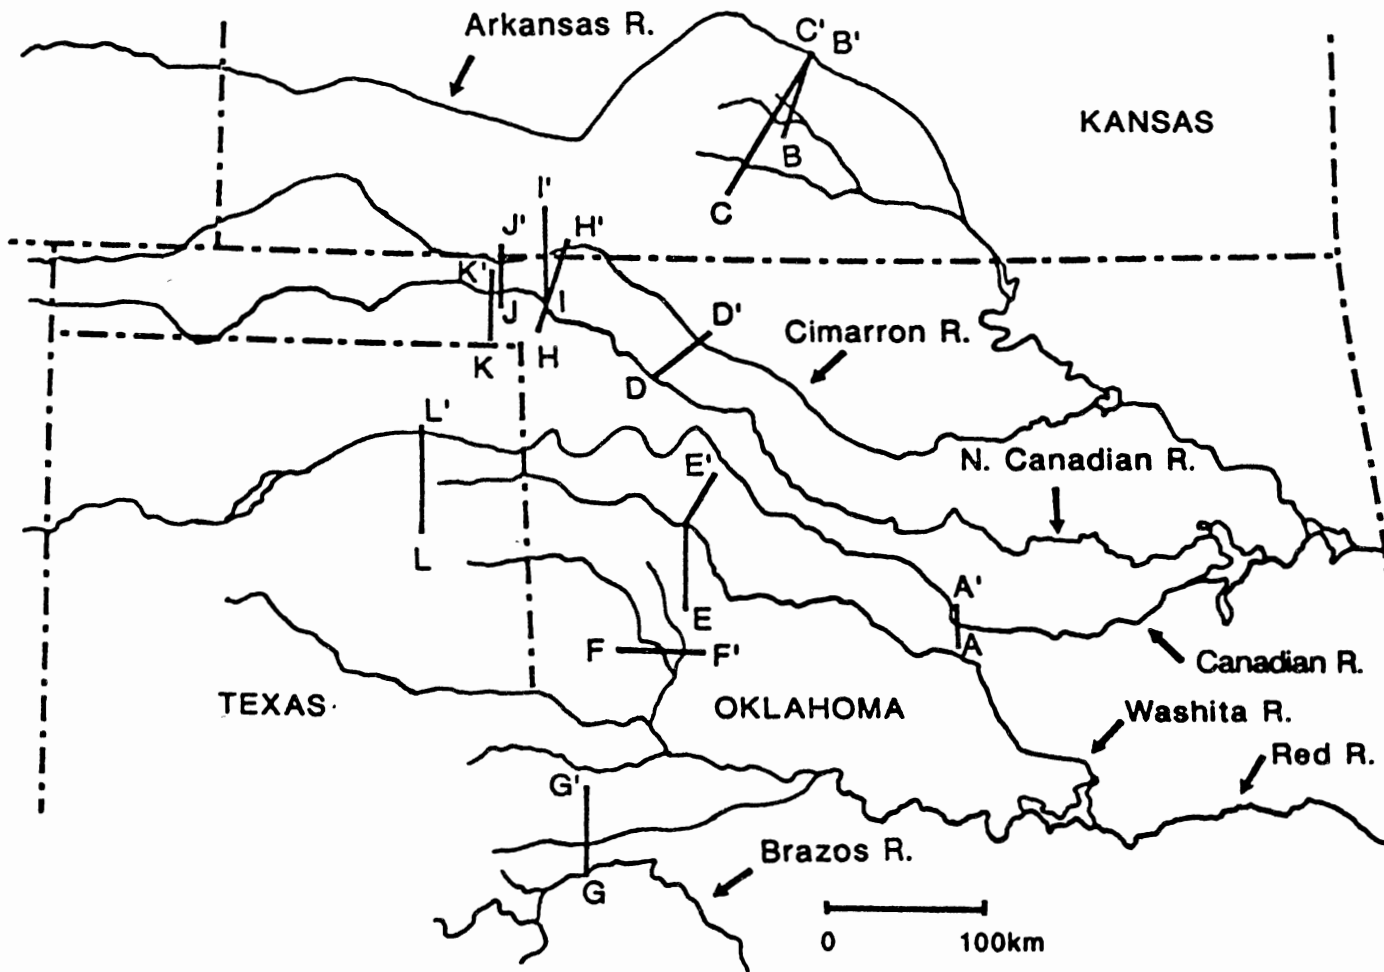 Arkansas R.
C' B'
KANSAS
B
C
I'
J'
H'
K'
J
I
D'
Cimarron R.
H
K
D
L'
E'
N. Canadian R.
L
A'
E
A
F
F'
Canadian R.
TEXAS
OKLAHOMA
Washita R.
Red R.
G'
Brazos R.
G
0 100km